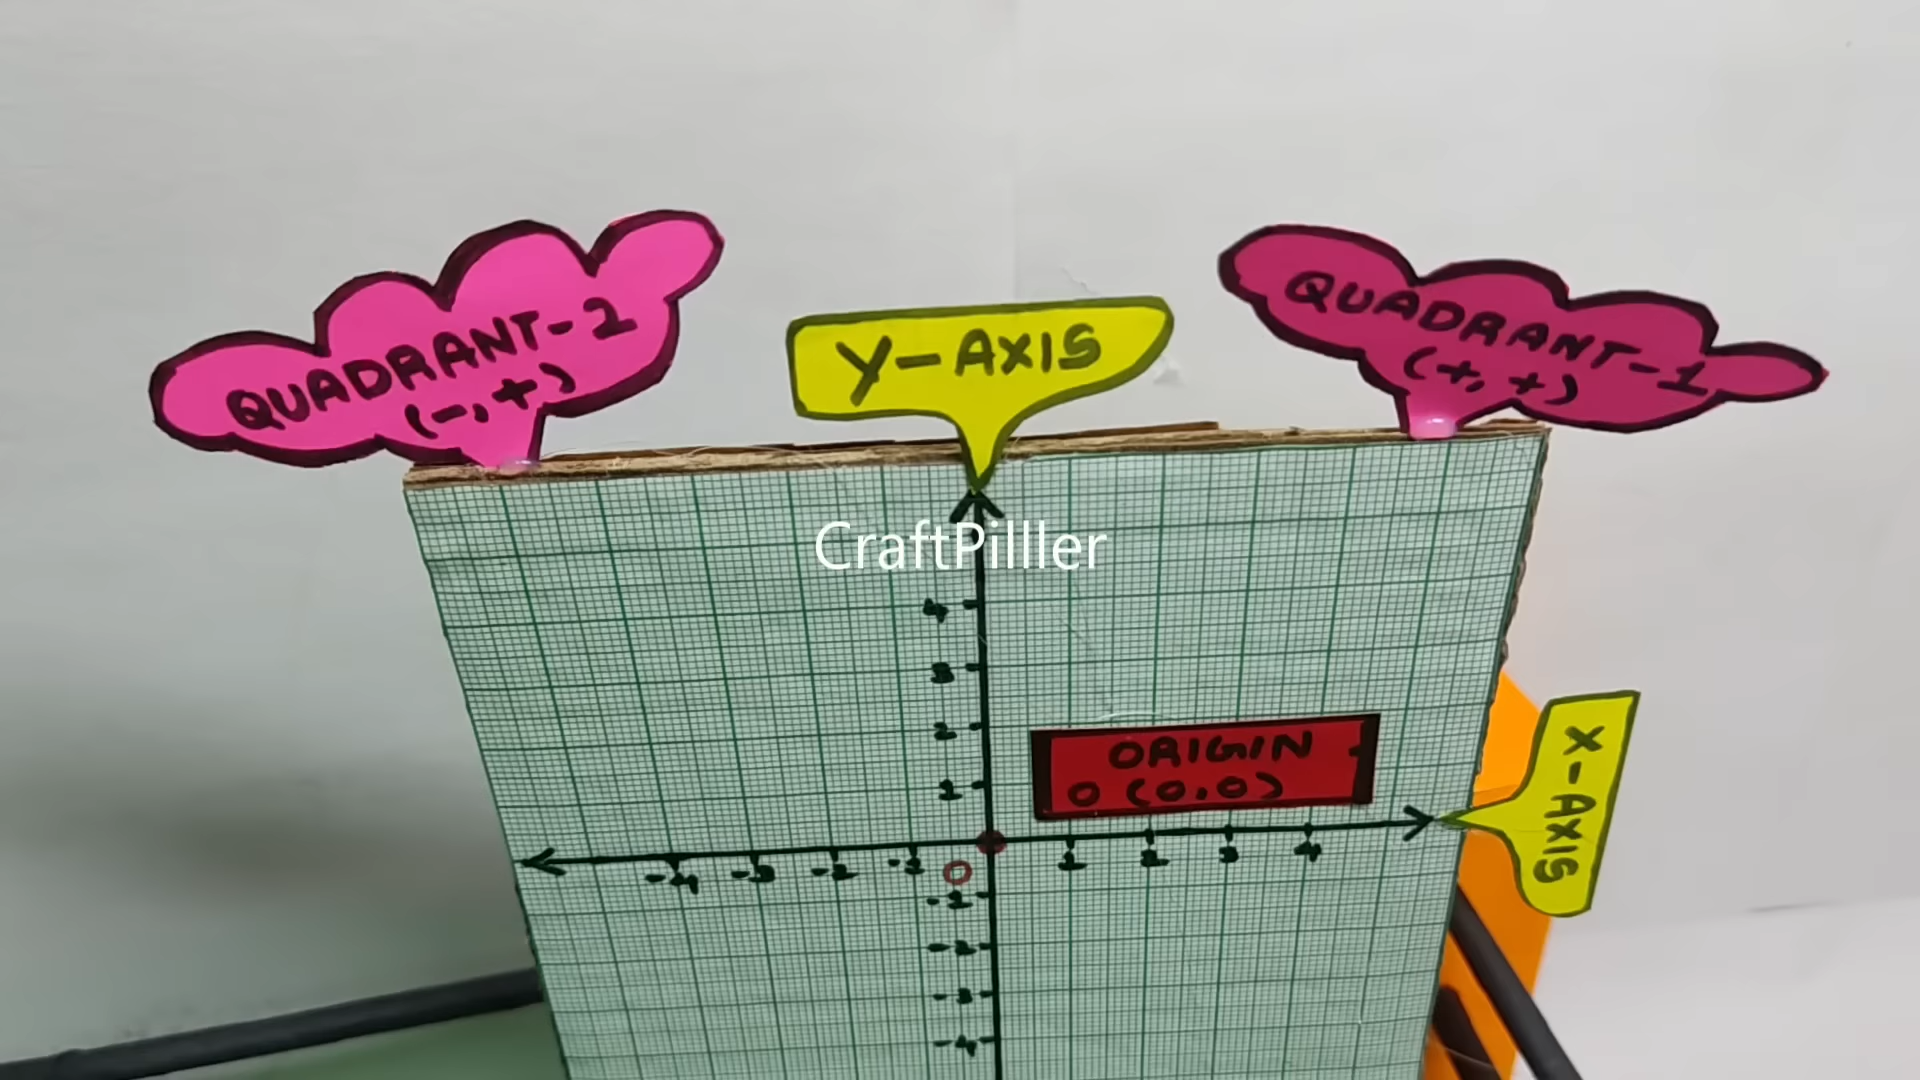 QUADRANT-2
(-,+)
Y-AXIS
QUADRANT-1
(+,+)
CraftPilller
4
3
2
1
ORIGIN
O (0,0)
X-AXIS
-4 -3 -2 -1 O 1 2 3 4
-1
-2
-3
-4